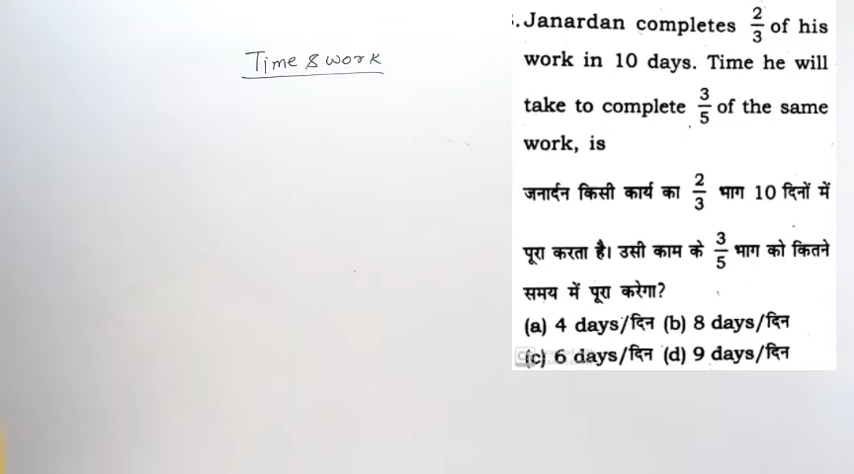 Time & work
. Janardan completes 2/3 of his
work in 10 days. Time he will
take to complete 3/5 of the same
work, is
जनार्दन किसी कार्य का 2/3 भाग 10 दिनों में
पूरा करता है। उसी काम के 3/5 भाग को कितने
समय में पूरा करेगा?
(a) 4 days/दिन (b) 8 days/दिन
(c) 6 days/दिन (d) 9 days/दिन